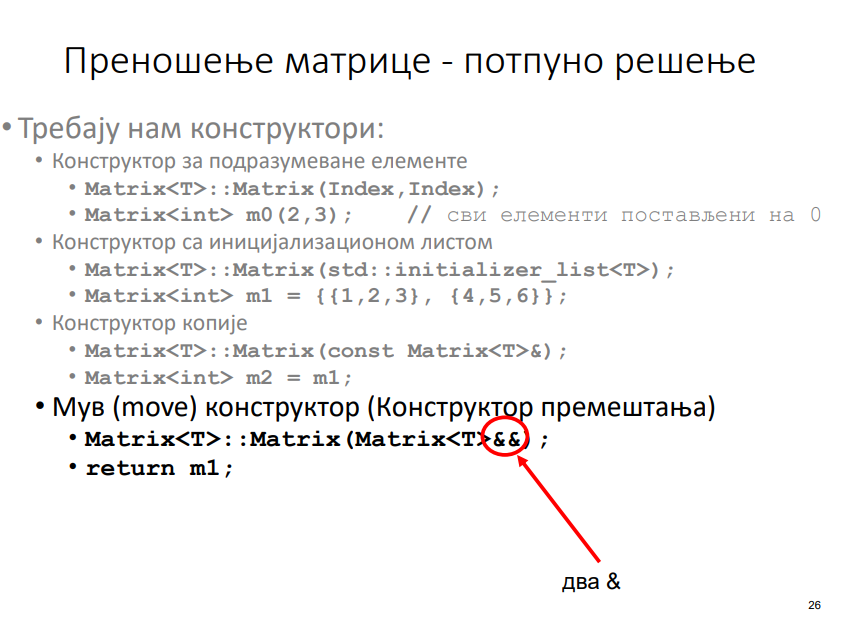 Преношење матрице - потпуно решење
• Требају нам конструктори:
• Конструктор за подразумеване елементе
• Matrix<T>::Matrix(Index,Index);
• Matrix<int> m0(2,3); // сви елементи постављени на 0
• Конструктор са иницијализационом листом
• Matrix<T>::Matrix(std::initializer_list<T>);
• Matrix<int> m1 = {{1,2,3}, {4,5,6}};
• Конструктор копије
• Matrix<T>::Matrix(const Matrix<T>&);
• Matrix<int> m2 = m1;
• Мув (move) конструктор (Конструктор премештања)
• Matrix<T>::Matrix(Matrix<T>&&);
• return m1;
два &
26